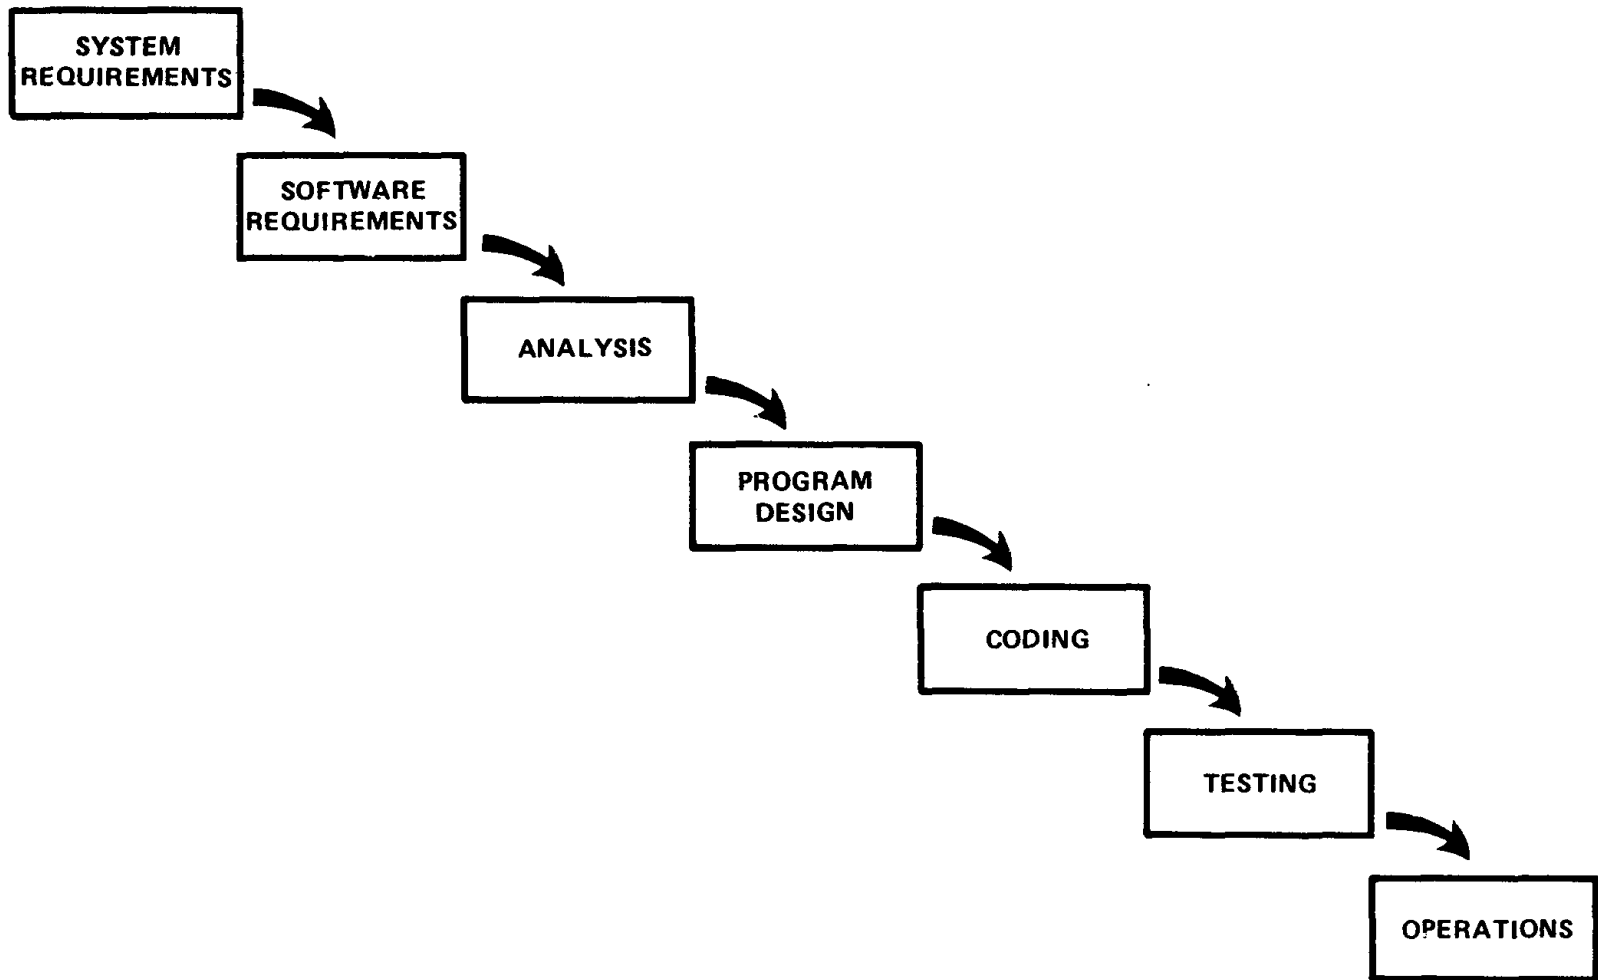 SYSTEM
REQUIREMENTS
SOFTWARE
REQUIREMENTS
ANALYSIS
PROGRAM
DESIGN
CODING
TESTING
OPERATIONS